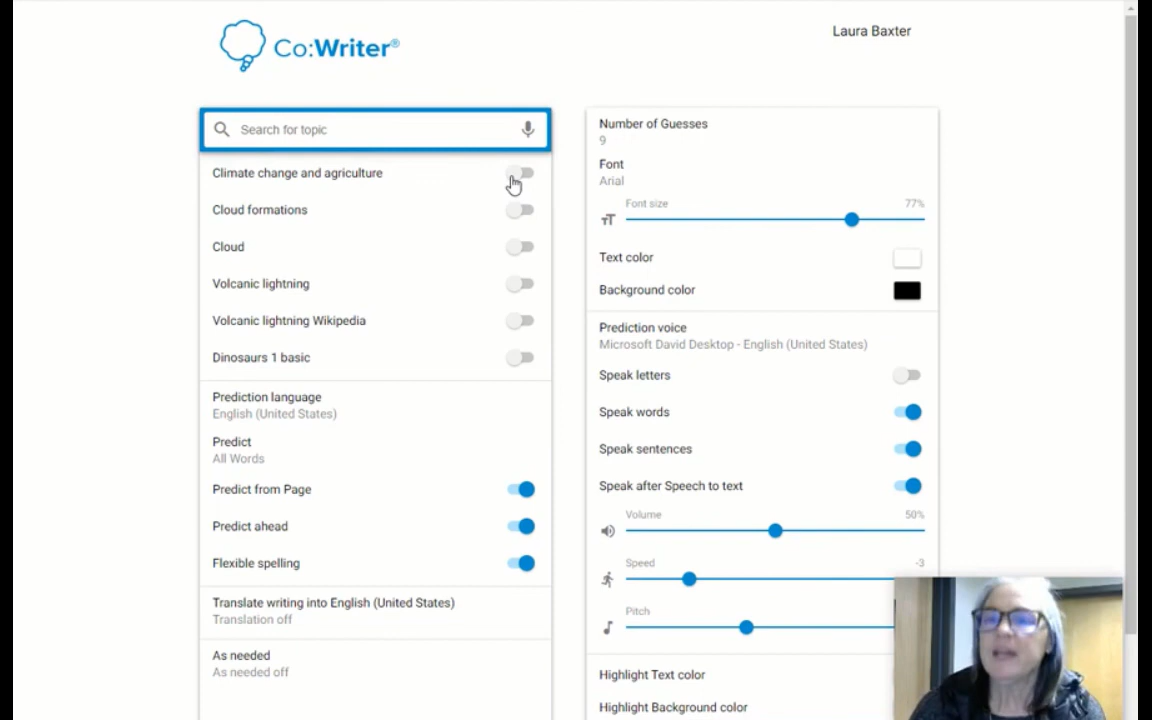 Co:Writer®
Laura Baxter
Search for topic
Climate change and agriculture
Cloud formations
Cloud
Volcanic lightning
Volcanic lightning Wikipedia
Dinosaurs 1 basic
Prediction language
English (United States)
Predict
All Words
Predict from Page
Predict ahead
Flexible spelling
Translate writing into English (United States)
Translation off
As needed
As needed off
Number of Guesses
9
Font
Arial
Font size 77%
Text color
Background color
Prediction voice
Microsoft David Desktop - English (United States)
Speak letters
Speak words
Speak sentences
Speak after Speech to text
Volume 50%
Speed -3
Pitch
Highlight Text color
Highlight Background color